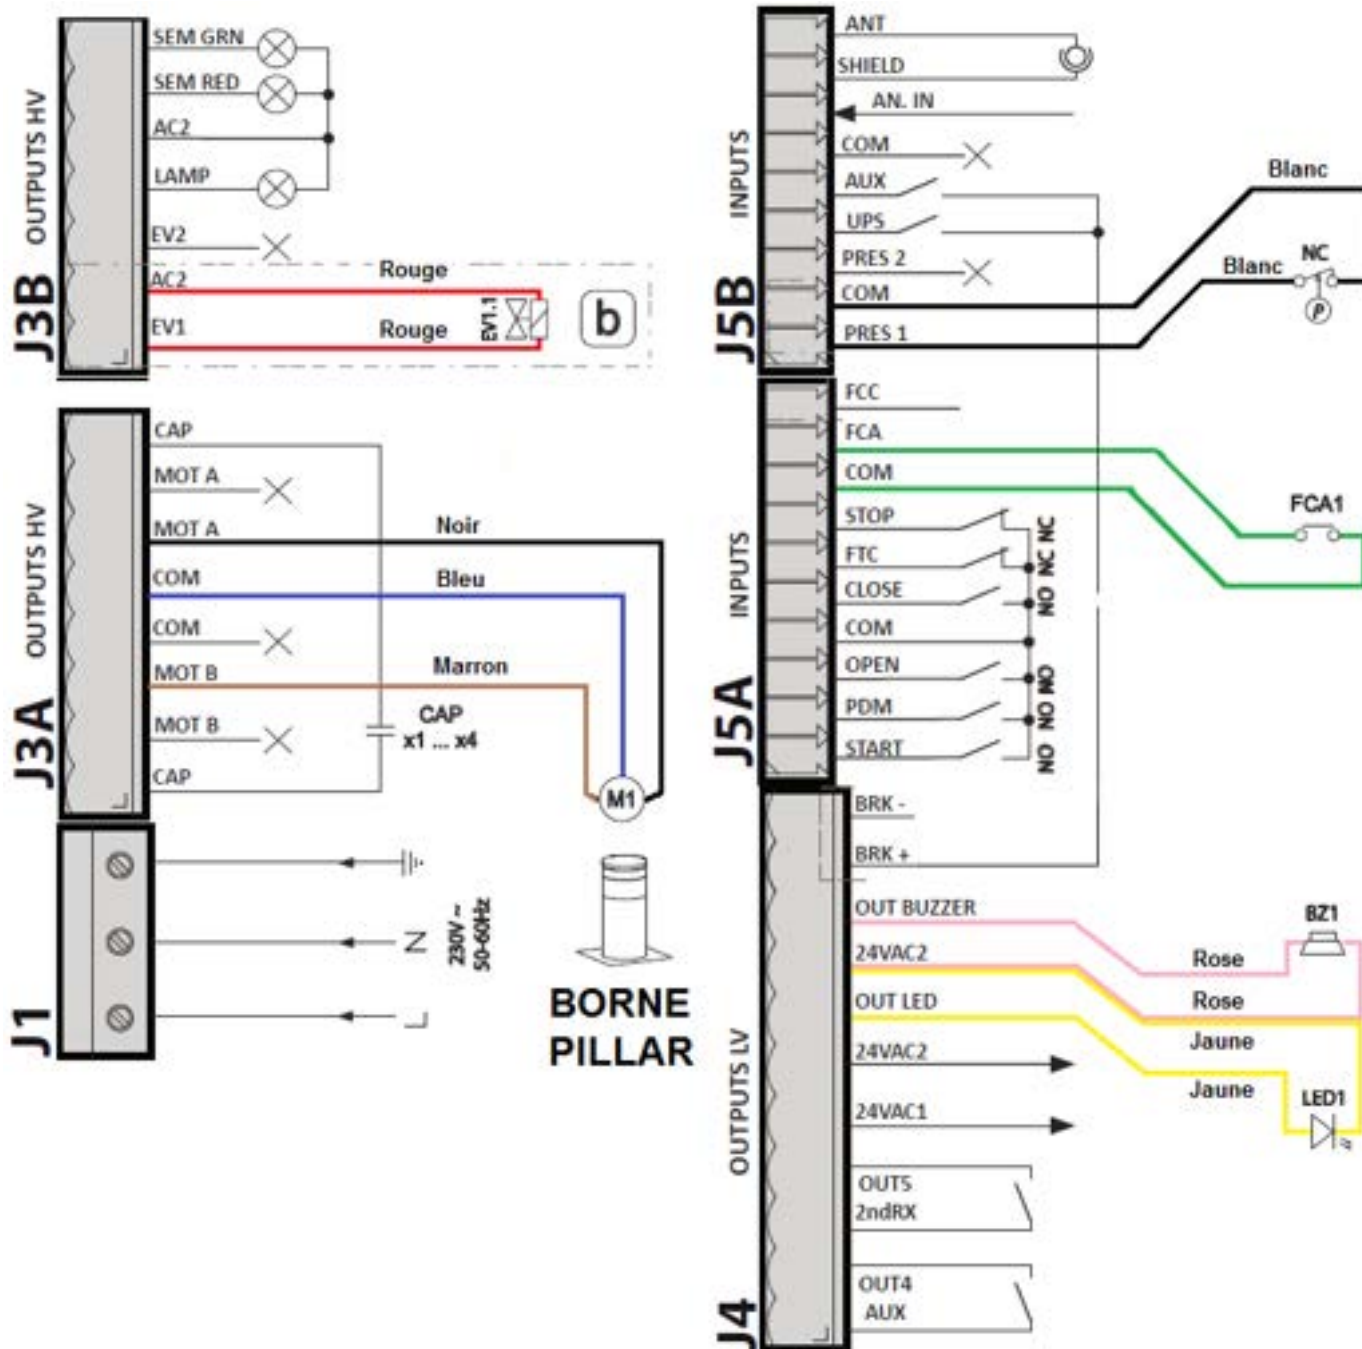 J3B
OUTPUTS HV
SEM GRN
SEM RED
AC2
LAMP
EV2
AC2
Rouge
EV1
Rouge
EV1.1
b
J3A
OUTPUTS HV
CAP
MOT A
MOT A
Noir
COM
Bleu
COM
MOT B
Marron
MOT B
CAP
x1 ... x4
CAP
M1
J1
N
L
230V ~
50-60Hz
BORNE
PILLAR
J5B
INPUTS
ANT
SHIELD
AN. IN
COM
AUX
UPS
PRES 2
COM
Blanc
PRES 1
Blanc
NC
P
J5A
INPUTS
FCC
FCA
COM
FCA1
STOP
NC
FTC
NC
CLOSE
NO
COM
OPEN
NO
PDM
NO
START
NO
J4
OUTPUTS LV
BRK -
BRK +
OUT BUZZER
BZ1
Rose
24VAC2
Rose
Jaune
OUT LED
Jaune
LED1
24VAC2
24VAC1
OUT5
2ndRX
OUT4
AUX